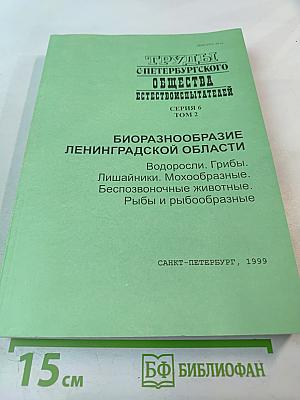 ТРУДЫ
С-ПЕТЕРБУРГСКОГО
ОБЩЕСТВА
ЕСТЕСТВОИСПЫТАТЕЛЕЙ
СЕРИЯ 6
ТОМ 2
БИОРАЗНООБРАЗИЕ
ЛЕНИНГРАДСКОЙ ОБЛАСТИ
Водоросли. Грибы.
Лишайники. Мохообразные.
Беспозвоночные животные.
Рыбы и рыбообразные
САНКТ-ПЕТЕРБУРГ, 1999
15 см
БФ БИБЛИОФАН